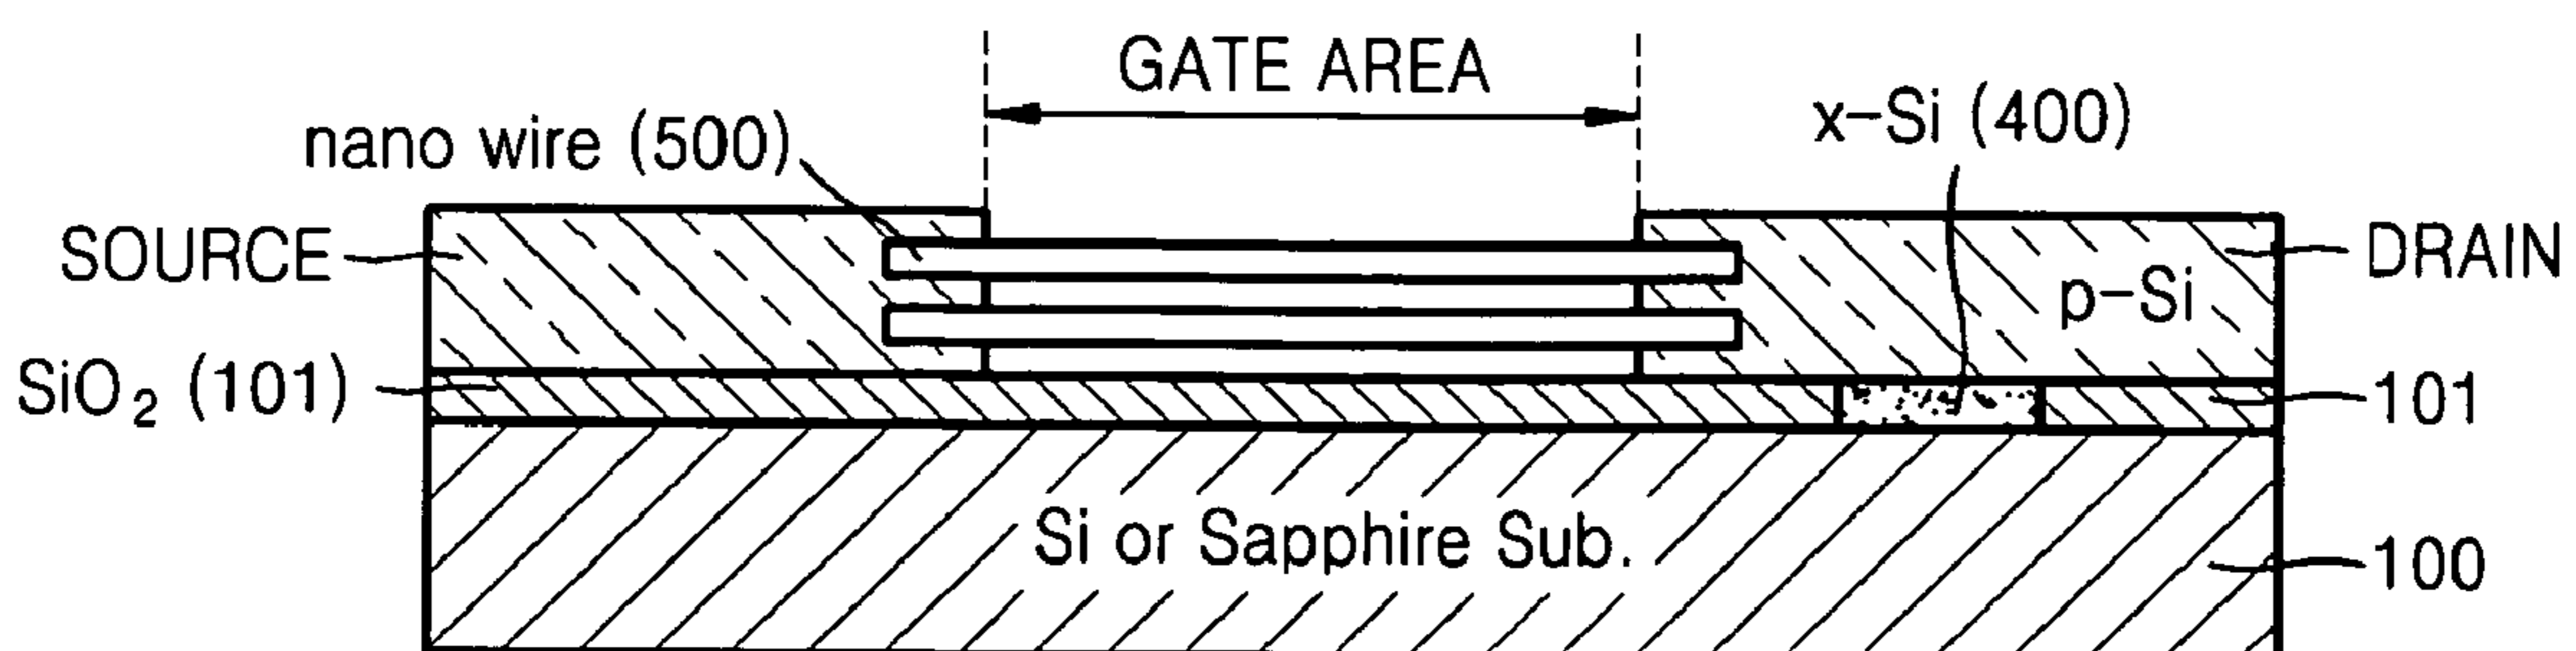 GATE AREA
x-Si (400)
nano wire (500)
SOURCE
DRAIN
p-Si
SiO₂ (101)
101
Si or Sapphire Sub.
100